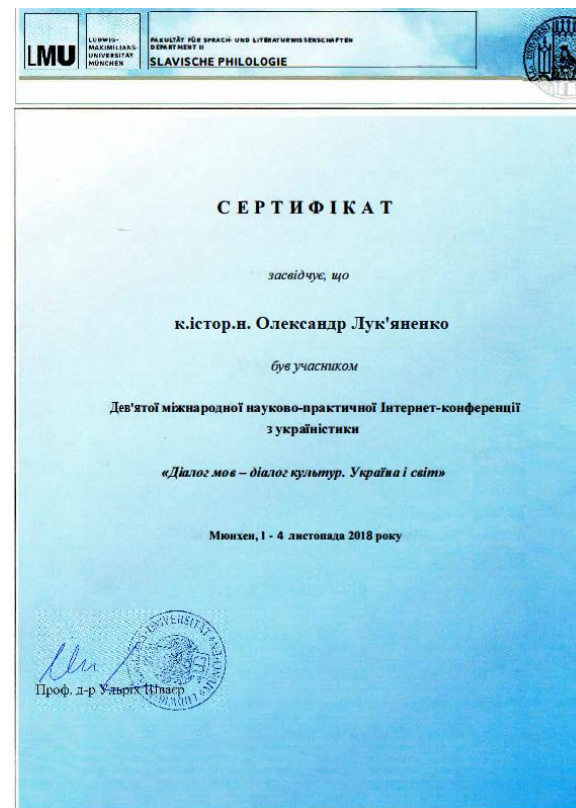 LMU
LUDWIG-
MAXIMILIANS-
UNIVERSITÄT
MÜNCHEN
FAKULTÄT FÜR SPRACH- UND LITERATURWISSENSCHAFTEN
DEPARTMENT II
SLAVISCHE PHILOLOGIE
СЕРТИФІКАТ
засвідчує, що
к.істор.н. Олександр Лук'яненко
був учасником
Дев'ятої міжнародної науково-практичної Інтернет-конференції
з україністики
«Діалог мов – діалог культур. Україна і світ»
Мюнхен, 1 - 4 листопада 2018 року
Проф. д-р Ульріх